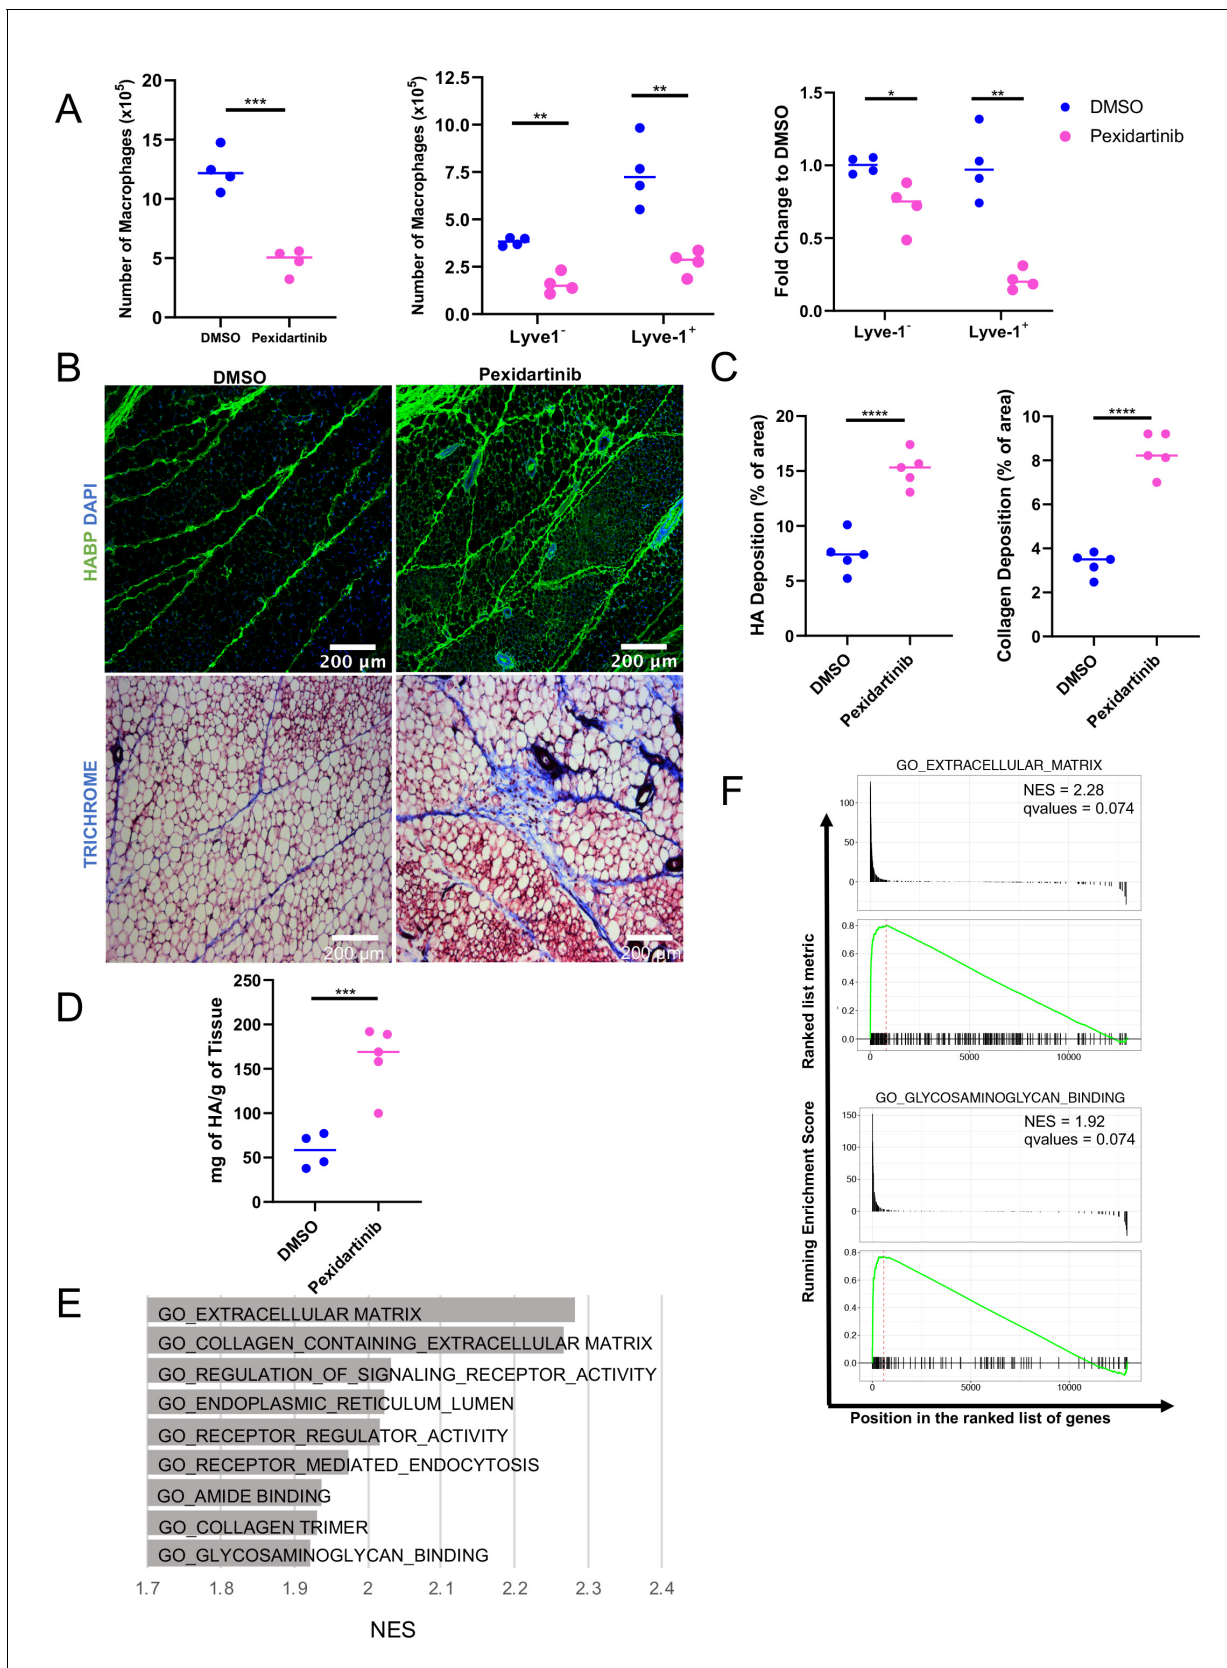 A
20
15
10
5
0
Number of Macrophages (x10⁵)
***
DMSO
Pexidartinib
12.5
10.0
7.5
5.0
2.5
0.0
Number of Macrophages (x10⁵)
**
**
Lyve1⁻
Lyve-1⁺
1.5
1.0
0.5
0.0
Fold Change to DMSO
*
**
Lyve-1⁻
Lyve-1⁺
DMSO
Pexidartinib
B
DMSO
Pexidartinib
HABP DAPI
200 µm
200 µm
TRICHROME
200 µm
200 µm
C
20
15
10
5
0
HA Deposition (% of area)
****
DMSO
Pexidartinib
10
8
6
4
2
0
Collagen Deposition (% of area)
****
DMSO
Pexidartinib
D
250
200
150
100
50
0
mg of HA/g of Tissue
***
DMSO
Pexidartinib
E
GO_EXTRACELLULAR MATRIX
GO_COLLAGEN_CONTAINING_EXTRACELLULAR MATRIX
GO_REGULATION_OF_SIGNALING_RECEPTOR_ACTIVITY
GO_ENDOPLASMIC_RETICULUM_LUMEN
GO_RECEPTOR_REGULATOR_ACTIVITY
GO_RECEPTOR_MEDIATED_ENDOCYTOSIS
GO_AMIDE BINDING
GO_COLLAGEN TRIMER
GO_GLYCOSAMINOGLYCAN_BINDING
1.7 1.8 1.9 2 2.1 2.2 2.3 2.4
NES
F
GO_EXTRACELLULAR_MATRIX
NES = 2.28
qvalues = 0.074
100
50
0
0.8
0.6
0.4
0.2
0.0
0 5000 10000
Ranked list metric
GO_GLYCOSAMINOGLYCAN_BINDING
NES = 1.92
qvalues = 0.074
150
100
50
0
0.8
0.6
0.4
0.2
0.0
0 5000 10000
Running Enrichment Score
Position in the ranked list of genes